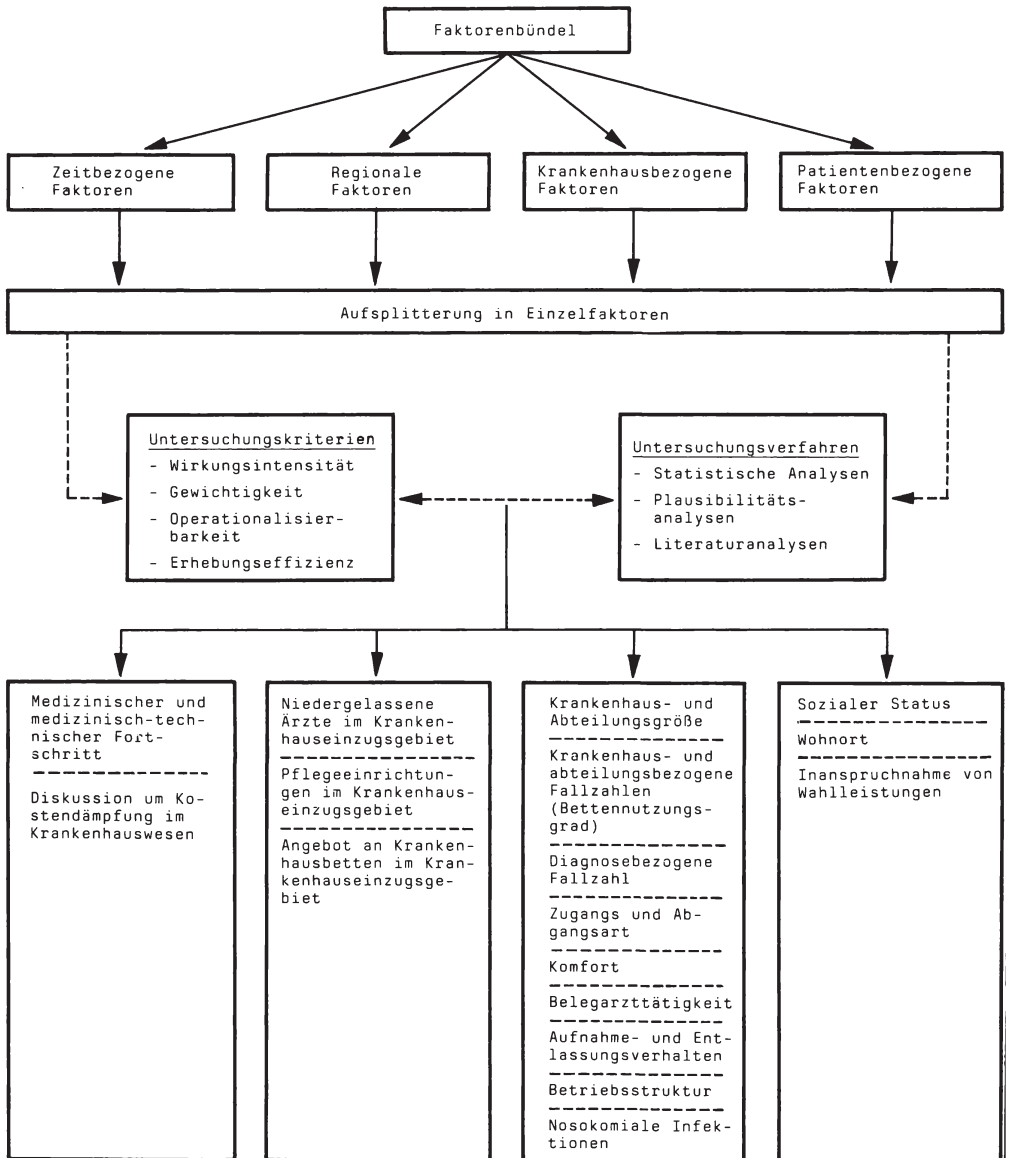 Faktorenbündel
Zeitbezogene
Faktoren
Regionale
Faktoren
Krankenhausbezogene
Faktoren
Patientenbezogene
Faktoren
Aufsplitterung in Einzelfaktoren
Untersuchungskriterien
- Wirkungsintensität
- Gewichtigkeit
- Operationalisier-
barkeit
- Erhebungseffizienz
Untersuchungsverfahren
- Statistische Analysen
- Plausibilitäts-
analysen
- Literaturanalysen
Medizinischer und
medizinisch-tech-
nischer Fort-
schritt
Diskussion um Ko-
stendämpfung im
Krankenhauswesen
Niedergelassene
Ärzte im Kranken-
hauseinzugsgebiet
Pflegeeinrichtun-
gen im Krankenhaus-
einzugsgebiet
Angebot an Kranken-
hausbetten im Kran-
kenhauseinzugsge-
biet
Krankenhaus- und
Abteilungsgröße
Krankenhaus- und
abteilungsbezogene
Fallzahlen
(Bettennutzungs-
grad)
Diagnosebezogene
Fallzahl
Zugangs und Ab-
gangsart
Komfort
Belegarzttätigkeit
Aufnahme- und Ent-
lassungsverhalten
Betriebsstruktur
Nosokomiale Infek-
tionen
Sozialer Status
Wohnort
Inanspruchnahme von
Wahlleistungen